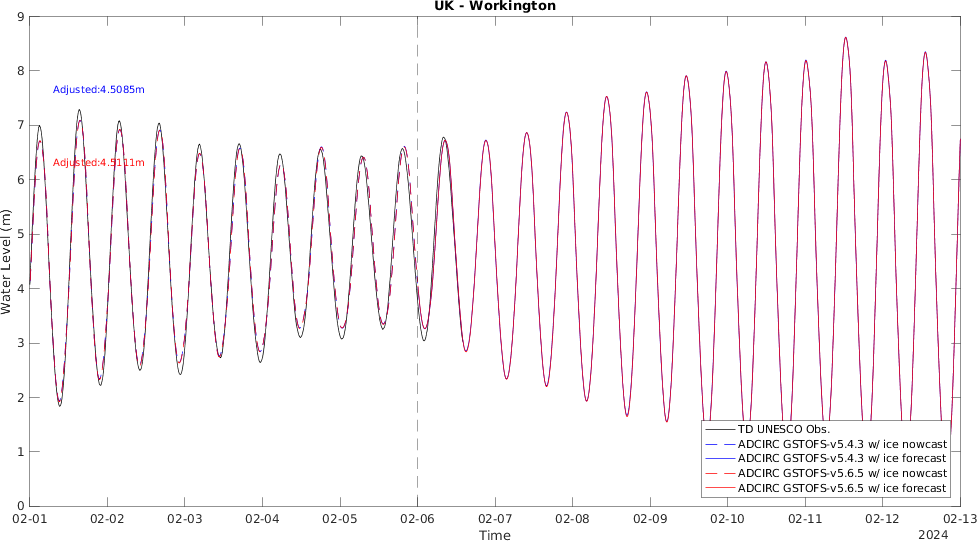 UK - Workington
9
8
7
6
5
4
3
2
1
0
Water Level (m)
Adjusted:4.5085m
Adjusted:4.5111m
TD UNESCO Obs.
ADCIRC GSTOFS-v5.4.3 w/ ice nowcast
ADCIRC GSTOFS-v5.4.3 w/ ice forecast
ADCIRC GSTOFS-v5.6.5 w/ ice nowcast
ADCIRC GSTOFS-v5.6.5 w/ ice forecast
02-01 02-02 02-03 02-04 02-05 02-06 02-07 02-08 02-09 02-10 02-11 02-12 02-13
Time
2024